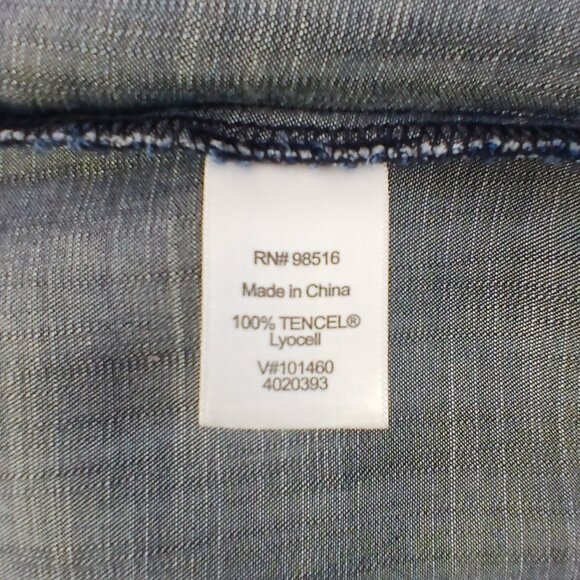 RN# 98516
Made in China
100% TENCEL®
Lyocell
V#101460
4020393